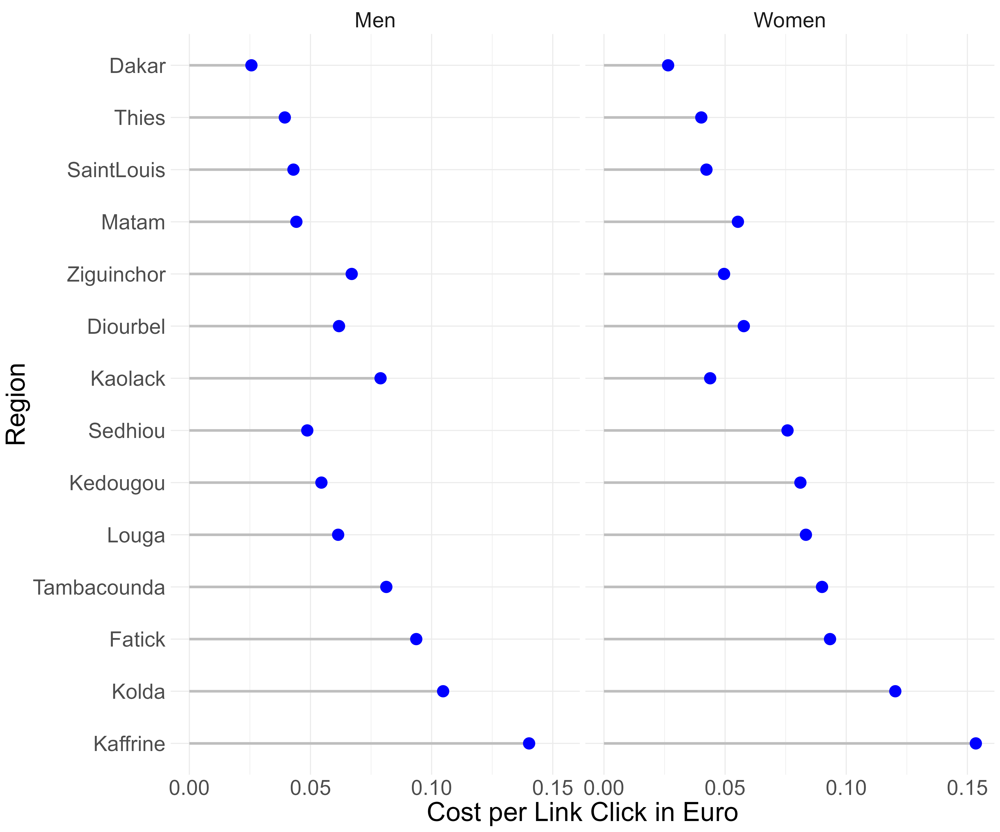 Men Women
Dakar
Thies
SaintLouis
Matam
Ziguinchor
Diourbel
Kaolack
Sedhiou
Kedougou
Louga
Tambacounda
Fatick
Kolda
Kaffrine
Region
0.00 0.05 0.10 0.15 0.00 0.05 0.10 0.15
Cost per Link Click in Euro